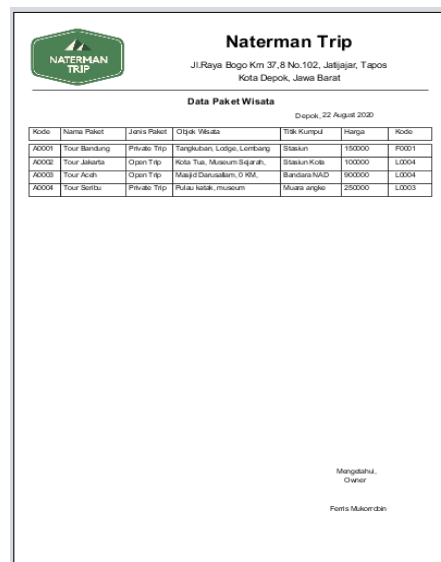 NATERMAN
TRIP
Naterman Trip
Jl.Raya Bogo Km 37,8 No.102, Jatijajar, Tapos
Kota Depok, Jawa Barat
Data Paket Wisata
Depok, 22 August 2020
Kode Nama Paket Jenis Paket Objek Wisata Titik Kumpul Harga Kode
A0001 Tour Bandung Private Trip Tangkuban, Lodge, Lembang Stasiun 150000 F0001
A0002 Tour Jakarta Open Trip Kota Tua, Museum Sejarah, Stasiun Kota 100000 L0004
A0003 Tour Aceh Open Trip Masjid Darusallam, 0 KM, Bandara NAD 900000 L0004
A0004 Tour Seribu Private Trip Pulau katak, museum Muara angke 250000 L0003
Mengetahui,
Owner
Ferris Mukorrobin